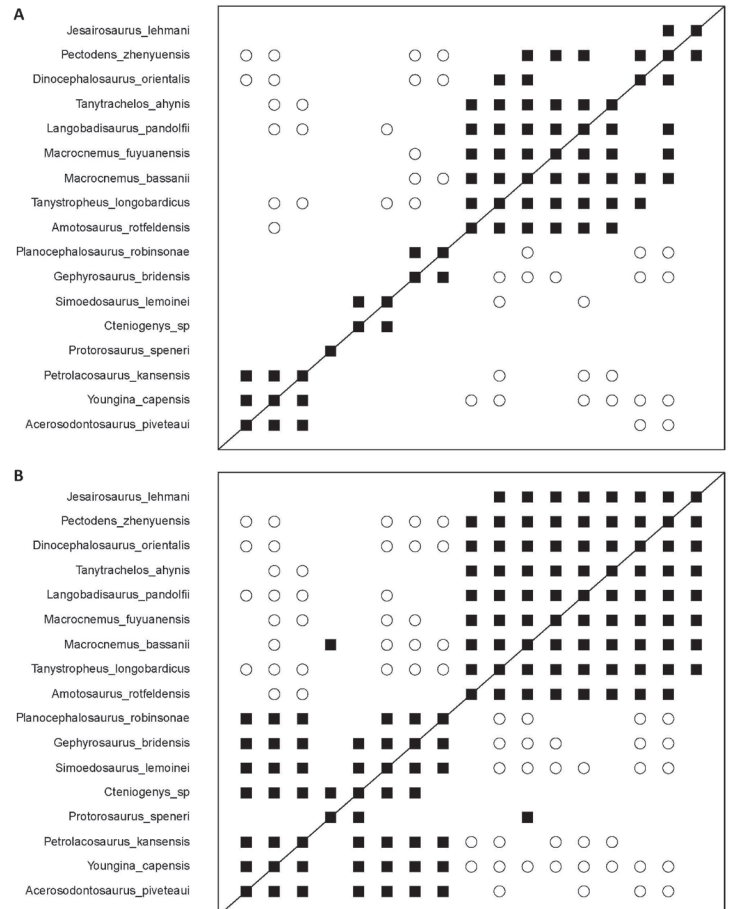 A
Jesairosaurus_lehmani
Pectodens_zhenyuensis
Dinocephalosaurus_orientalis
Tanytrachelos_ahynis
Langobadisaurus_pandolfii
Macrocnemus_fuyuanensis
Macrocnemus_bassanii
Tanystropheus_longobardicus
Amotosaurus_rotfeldensis
Planocephalosaurus_robinsonae
Gephyrosaurus_bridensis
Simoedosaurus_lemoinei
Cteniogenys_sp
Protorosaurus_speneri
Petrolacosaurus_kansensis
Youngina_capensis
Acerosodontosaurus_piveteaui
B
Jesairosaurus_lehmani
Pectodens_zhenyuensis
Dinocephalosaurus_orientalis
Tanytrachelos_ahynis
Langobadisaurus_pandolfii
Macrocnemus_fuyuanensis
Macrocnemus_bassanii
Tanystropheus_longobardicus
Amotosaurus_rotfeldensis
Planocephalosaurus_robinsonae
Gephyrosaurus_bridensis
Simoedosaurus_lemoinei
Cteniogenys_sp
Protorosaurus_speneri
Petrolacosaurus_kansensis
Youngina_capensis
Acerosodontosaurus_piveteaui